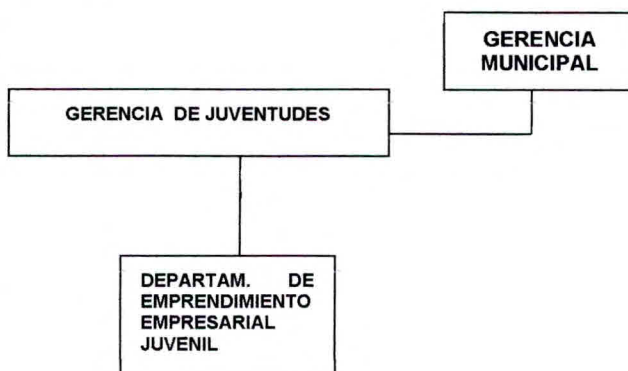 GERENCIA
MUNICIPAL
GERENCIA DE JUVENTUDES
DEPARTAM. DE
EMPRENDIMIENTO
EMPRESARIAL
JUVENIL